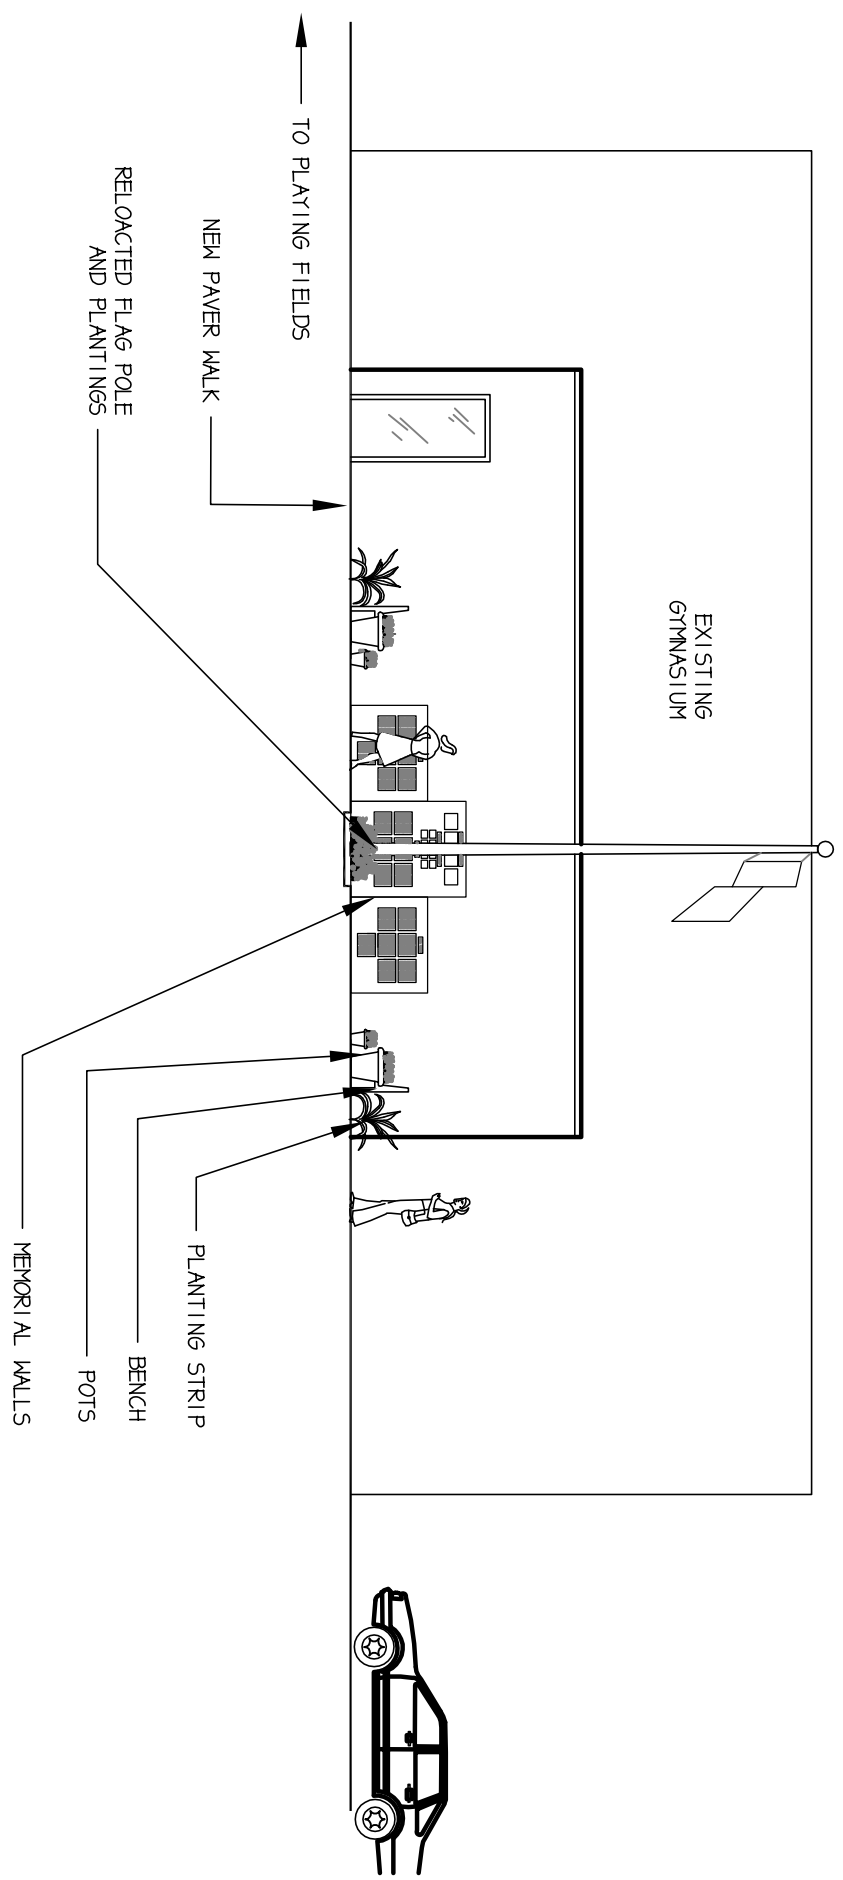 EXISTING
GYMNASIUM
TO PLAYING FIELDS
NEW PAVER WALK
RELOACTED FLAG POLE
AND PLANTINGS
PLANTING STRIP
BENCH
POTS
MEMORIAL WALLS